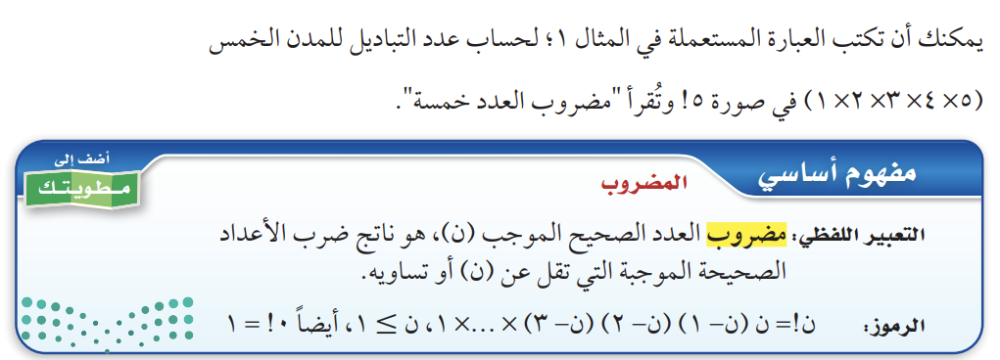 يمكنك أن تكتب العبارة المستعملة في المثال ١؛ لحساب عدد التباديل للمدن الخمس
(٥×٤×٣×٢×١) في صورة ٥! وتُقرأ "مضروب العدد خمسة".
مفهوم أساسي
أضف إلى
مـطويتـك
المضروب
التعبير اللفظي: مضروب العدد الصحيح الموجب (ن)، هو ناتج ضرب الأعداد
الصحيحة الموجبة التي تقل عن (ن) أو تساويه.
الرموز: ن!= ن (ن– ١) (ن– ٢) (ن– ٣) × ...× ١، ن ≥ ١، أيضاً ٠! = ١